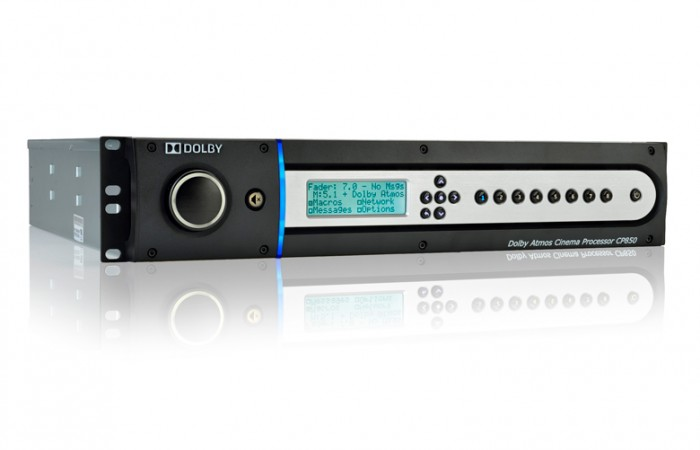 DOLBY
Fader: 7.0 - No Msgs
M:5.1 + Dolby Atmos
Macros Network
Messages Options
Dolby Atmos Cinema Processor CP850